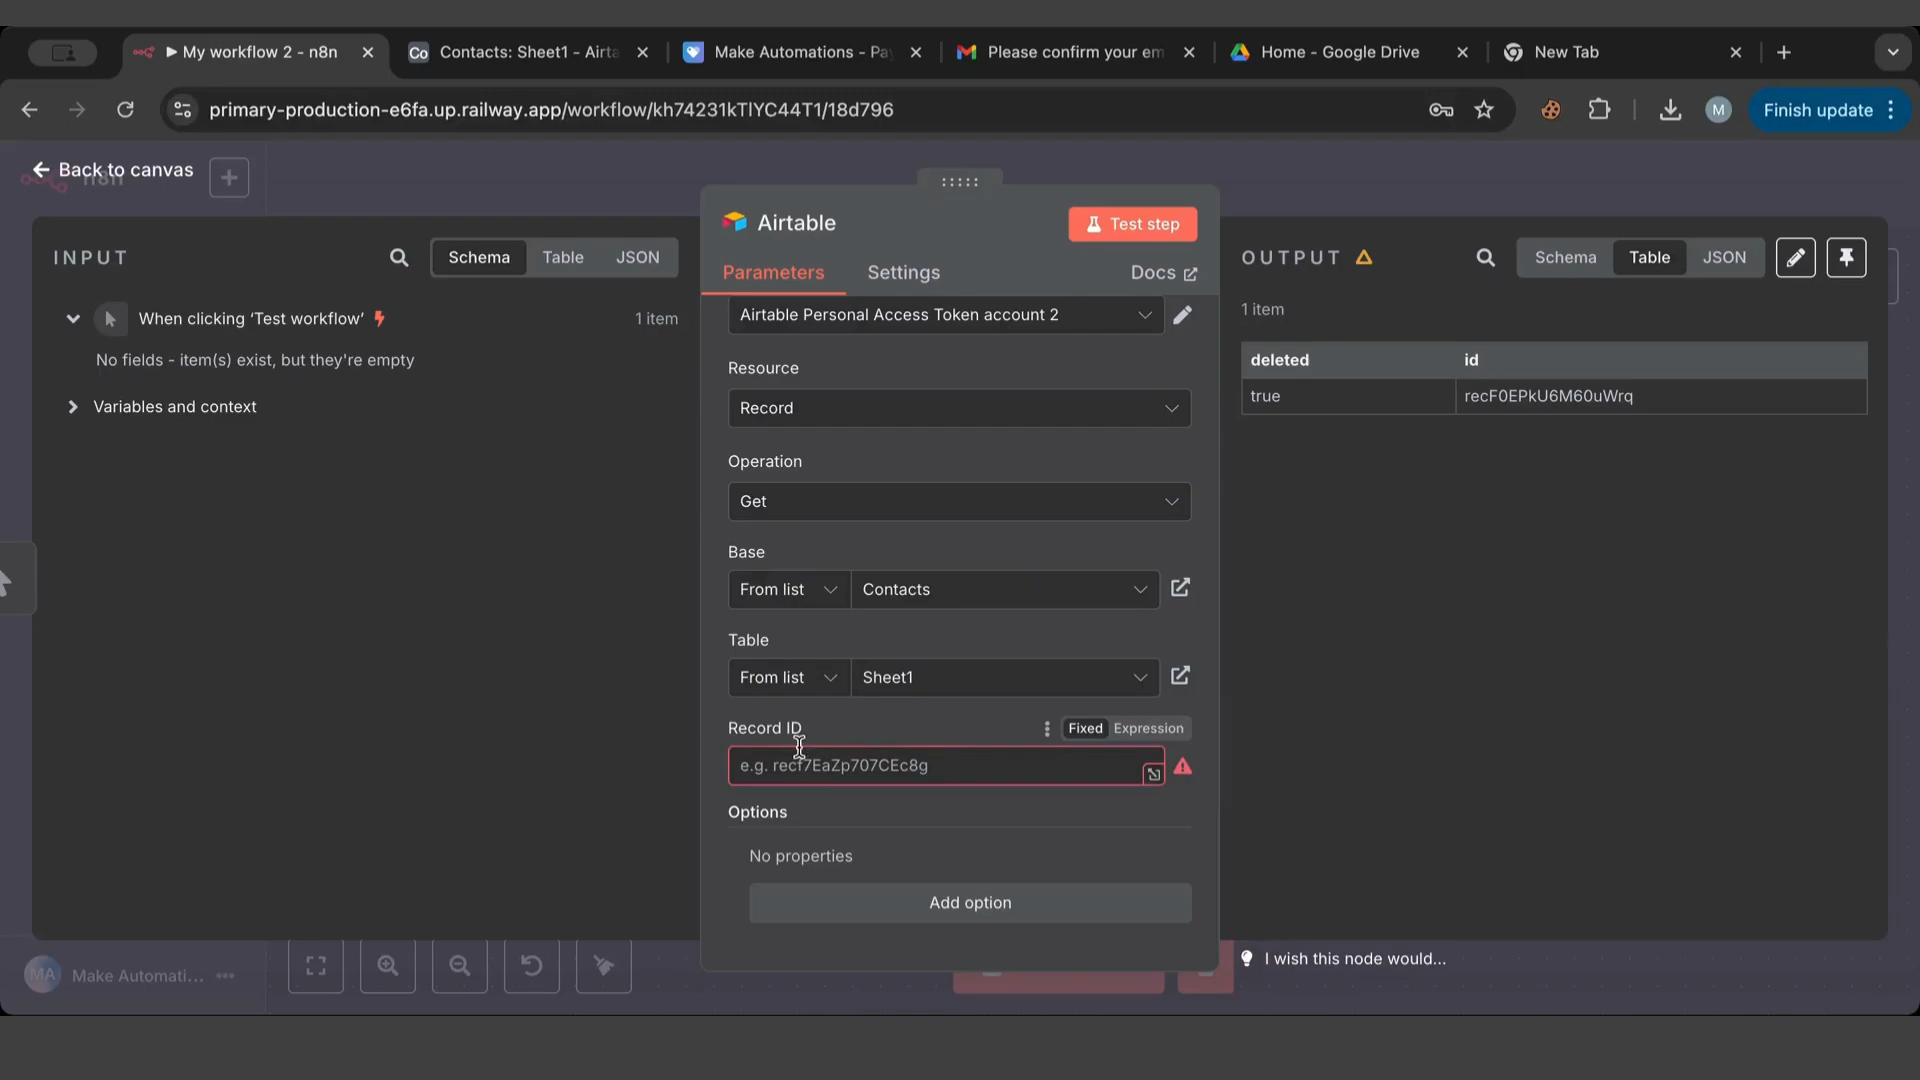 My workflow 2 - n8n
Contacts: Sheet1 - Airta
Make Automations - Pa
Please confirm your em
Home - Google Drive
New Tab
primary-production-e6fa.up.railway.app/workflow/kh74231kTlYC44T1/18d796
M
Finish update
Back to canvas
n8n
INPUT
Schema
Table
JSON
When clicking ‘Test workflow’
1 item
No fields - item(s) exist, but they're empty
Variables and context
Airtable
Test step
Parameters
Settings
Docs
Airtable Personal Access Token account 2
Resource
Record
Operation
Get
Base
From list
Contacts
Table
From list
Sheet1
Record ID
Fixed
Expression
e.g. recf7EaZp707CEc8g
Options
No properties
Add option
OUTPUT
Schema
Table
JSON
1 item
deleted
id
true
recF0EPkU6M60uWrq
I wish this node would...
MA
Make Automati...